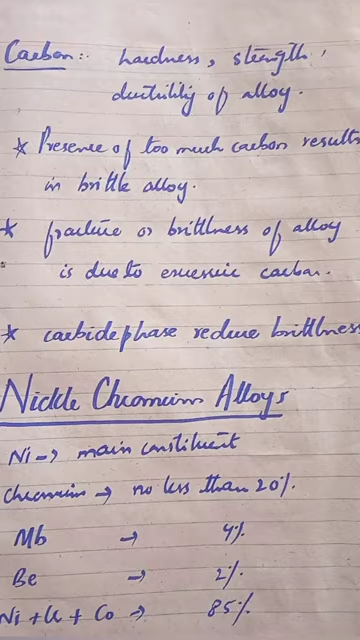 Carbon:- hardness, strength,
ductility of alloy.
* Presence of too much carbon results
in brittle alloy.
* fracture or brittlness of alloy
is due to excessive carbon.
* carbide phase reduce brittlness
Nickle Chromium Alloys
Ni → main constituent
Chromium → no less than 20%.
Mb → 4%
Be → 2%.
Ni + Cr + Co → 85%